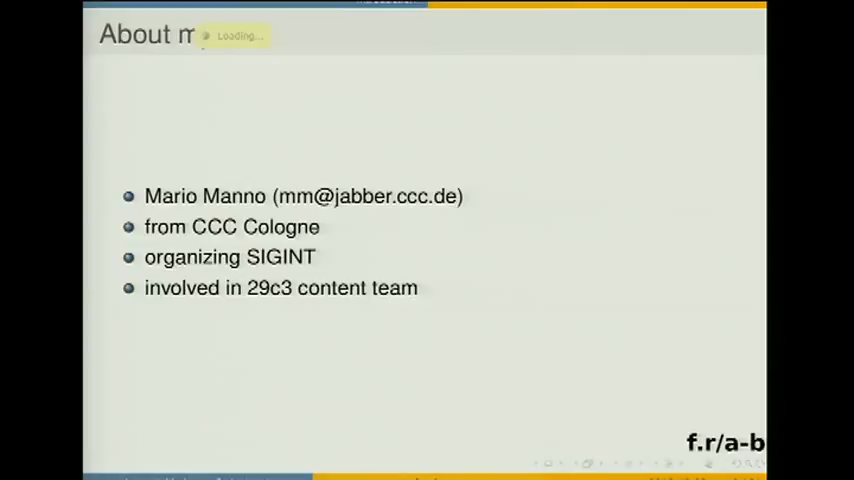 About m
Loading...
Mario Manno (mm@jabber.ccc.de)
from CCC Cologne
organizing SIGINT
involved in 29c3 content team
f.r/a-b